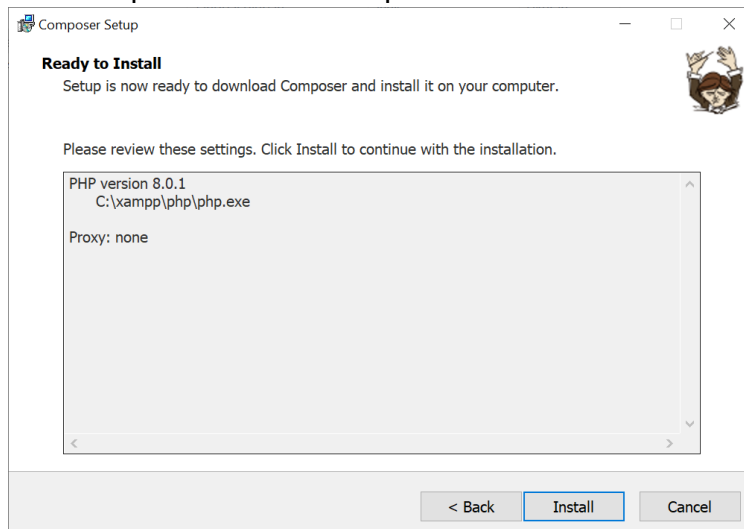 Composer Setup
Ready to Install
Setup is now ready to download Composer and install it on your computer.
Please review these settings. Click Install to continue with the installation.
PHP version 8.0.1
C:\xampp\php\php.exe
Proxy: none
< Back
Install
Cancel